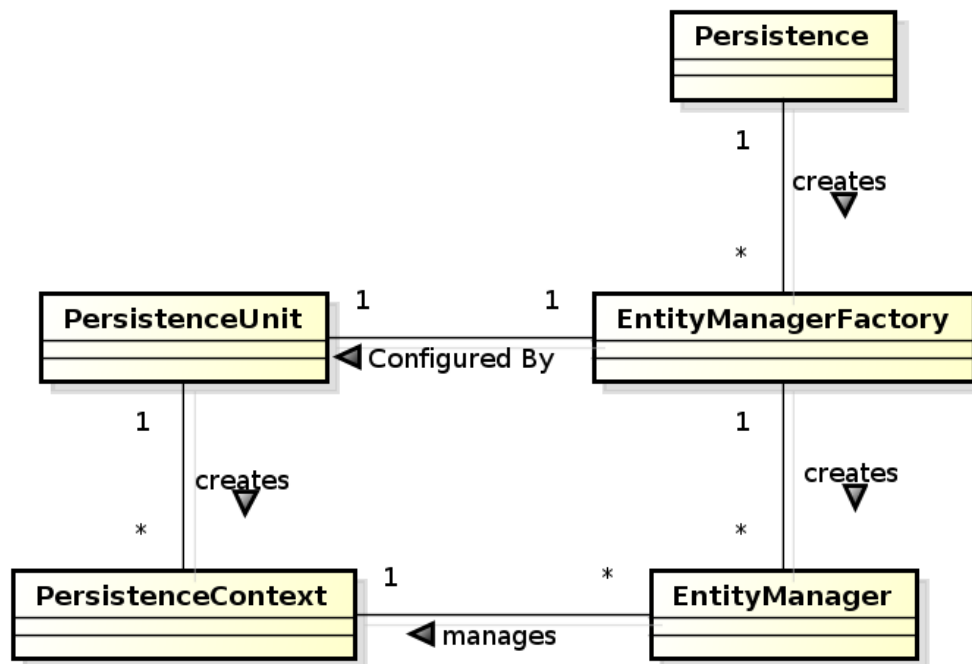 Persistence
1
creates
*
PersistenceUnit
1
1
EntityManagerFactory
Configured By
1
1
creates
creates
*
*
PersistenceContext
1
*
EntityManager
manages